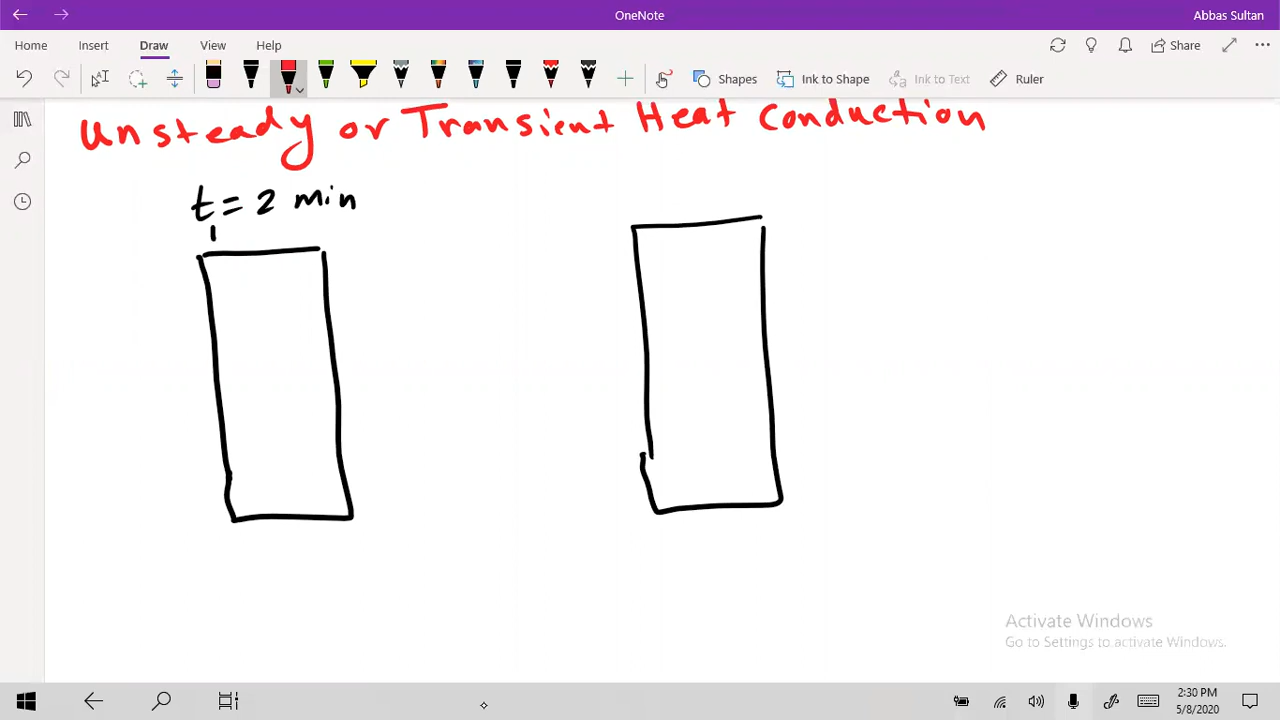 OneNote
Abbas Sultan
Home Insert Draw View Help
Share
Shapes Ink to Shape Ink to Text Ruler
Unsteady or Transient Heat Conduction
t = 2 min
1
Activate Windows
Go to Settings to activate Windows.
2:30 PM
5/8/2020